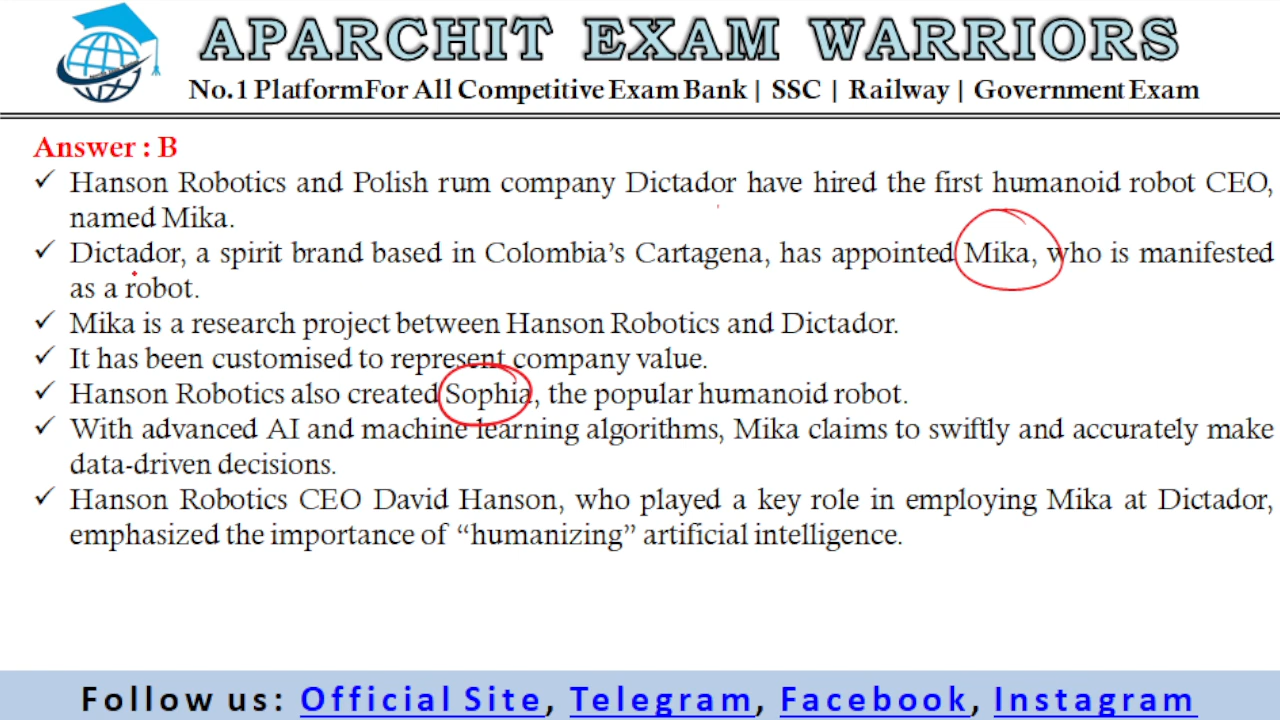 APARCHIT EXAM WARRIORS
No.1 PlatformFor All Competitive Exam Bank | SSC | Railway | Government Exam
Answer : B
✓ Hanson Robotics and Polish rum company Dictador have hired the first humanoid robot CEO,
named Mika.
✓ Dictador, a spirit brand based in Colombia's Cartagena, has appointed Mika, who is manifested
as a robot.
✓ Mika is a research project between Hanson Robotics and Dictador.
✓ It has been customised to represent company value.
✓ Hanson Robotics also created Sophia, the popular humanoid robot.
✓ With advanced AI and machine learning algorithms, Mika claims to swiftly and accurately make
data-driven decisions.
✓ Hanson Robotics CEO David Hanson, who played a key role in employing Mika at Dictador,
emphasized the importance of “humanizing” artificial intelligence.
Follow us: Official Site, Telegram, Facebook, Instagram